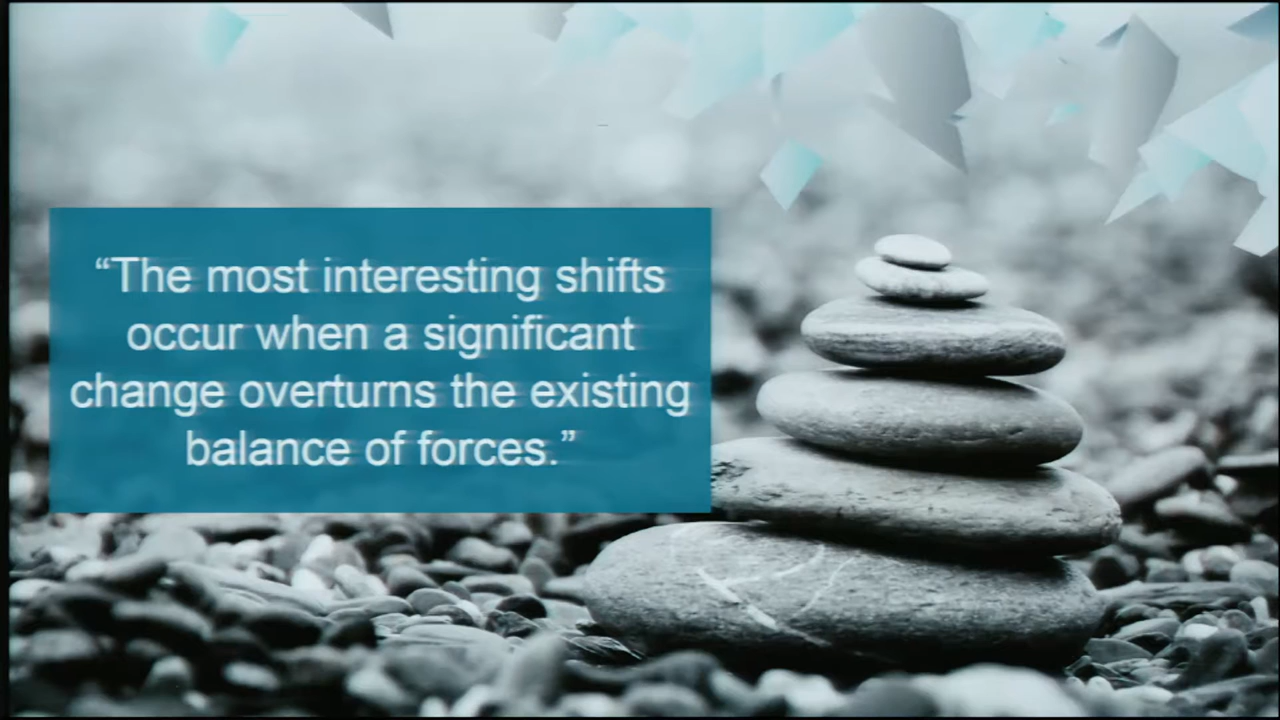 “The most interesting shifts
occur when a significant
change overturns the existing
balance of forces.”